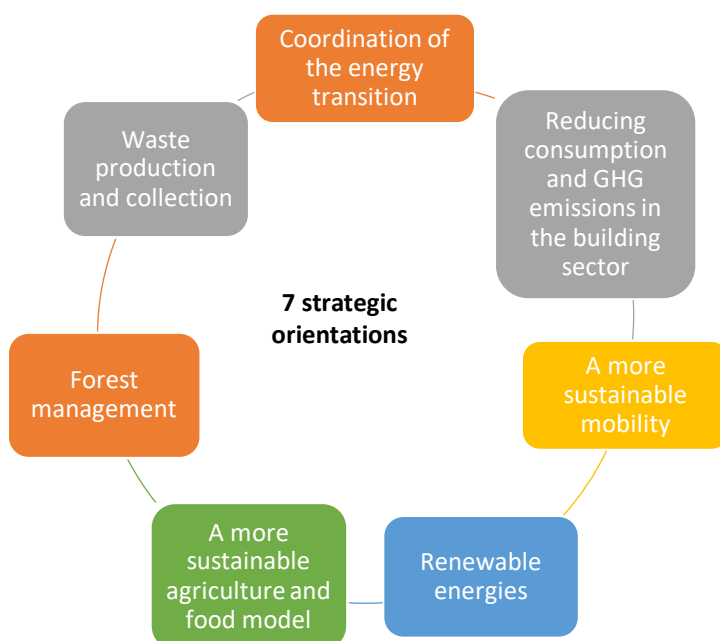 Coordination of
the energy
transition
Reducing
consumption
and GHG
emissions in
the building
sector
A more
sustainable
mobility
Renewable
energies
A more
sustainable
agriculture and
food model
Forest
management
Waste
production
and collection
7 strategic
orientations